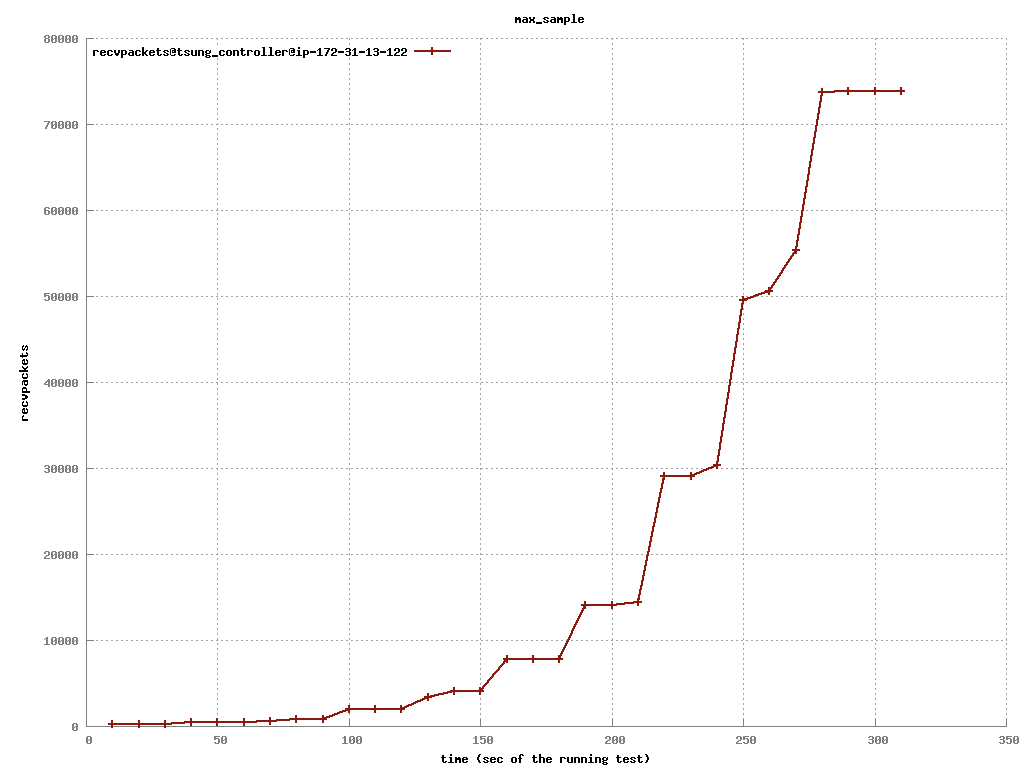 max_sample
80000
recvpackets@tsung_controller@ip-172-31-13-122
70000
60000
50000
recvpackets
40000
30000
20000
10000
0
0 50 100 150 200 250 300 350
time (sec of the running test)